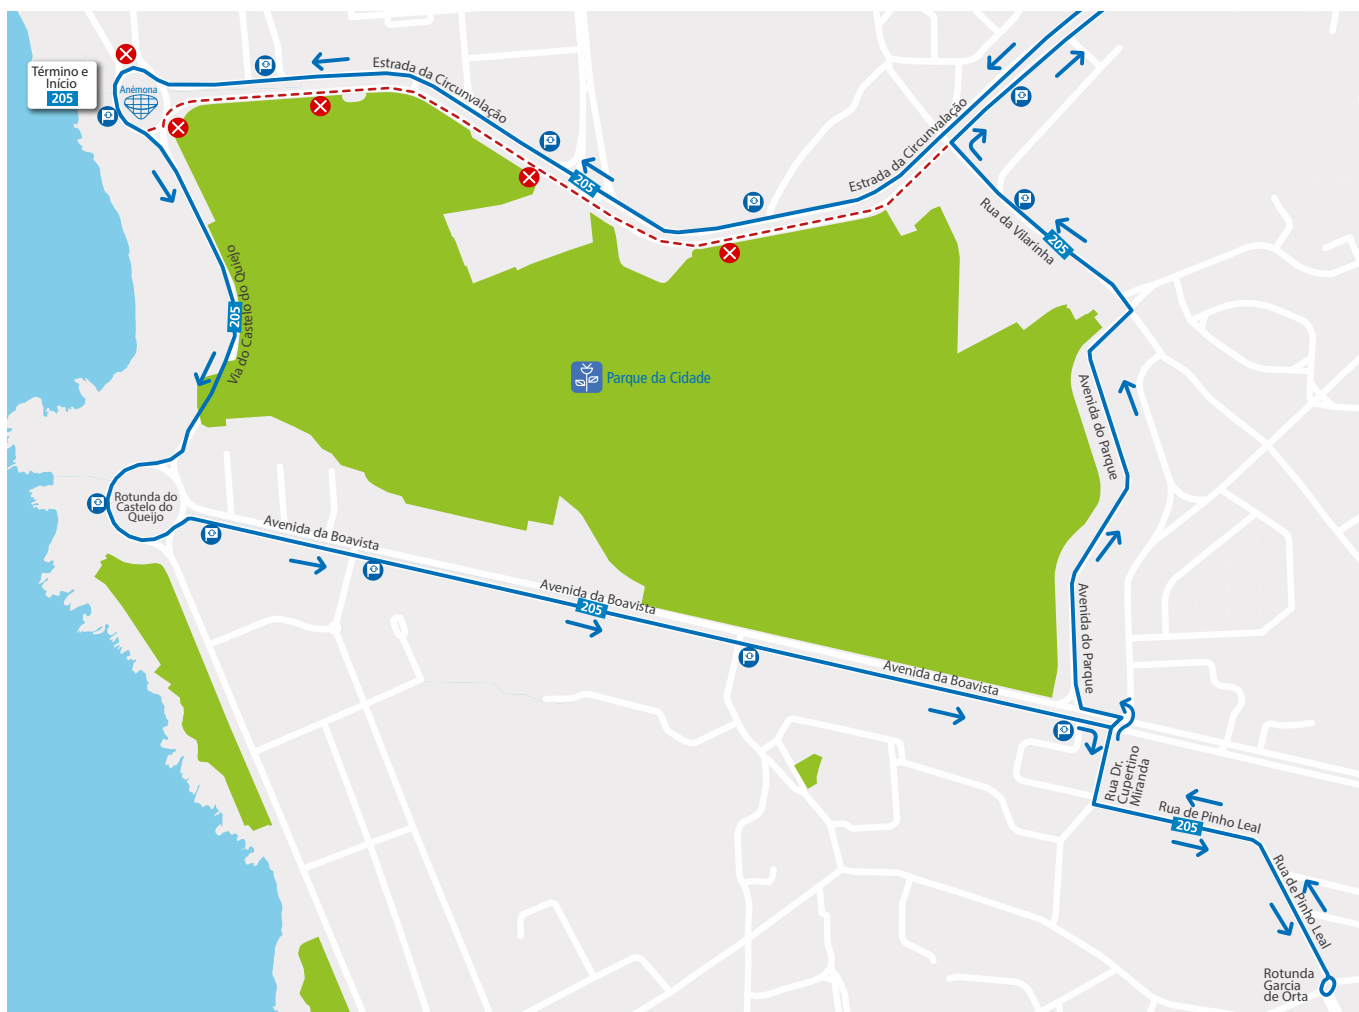 Término e
Início
205
Anémona
Estrada da Circunvalação
205
Estrada da Circunvalação
Rua da Vilarinha
205
Via do Castelo do Queijo
205
Parque da Cidade
Avenida do Parque
Rotunda do
Castelo do
Queijo
Avenida da Boavista
Avenida da Boavista
205
Avenida do Parque
Avenida da Boavista
Rua Dr.
Cupertino
Miranda
Rua de Pinho Leal
205
Rua de Pinho Leal
Rotunda
Garcia
de Orta